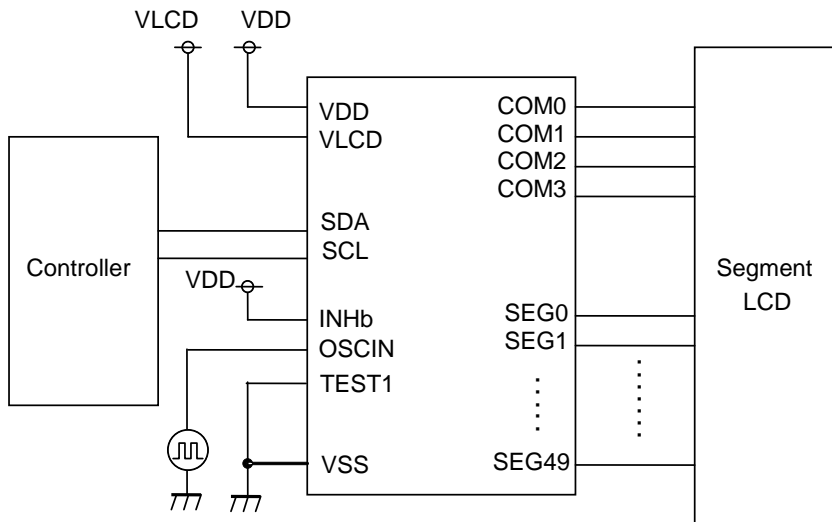 VLCD
VDD
VDD
VLCD
SDA
SCL
VDD
INHb
OSCIN
TEST1
VSS
COM0
COM1
COM2
COM3
SEG0
SEG1
SEG49
Controller
Segment
LCD